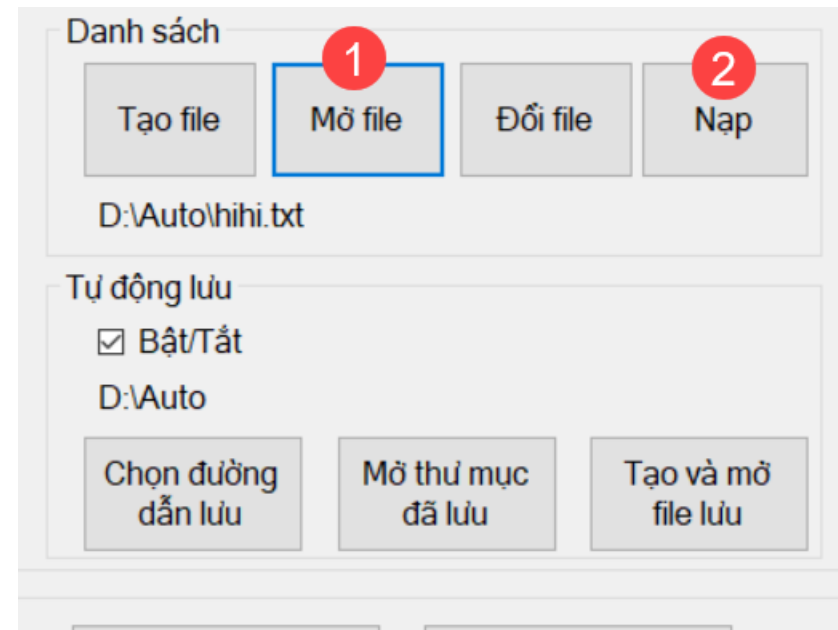 Danh sách
1
2
Tạo file
Mở file
Đổi file
Nạp
D:\Auto\hihi.txt
Tự động lưu
Bật/Tắt
D:\Auto
Chọn đường
dẫn lưu
Mở thư mục
đã lưu
Tạo và mở
file lưu